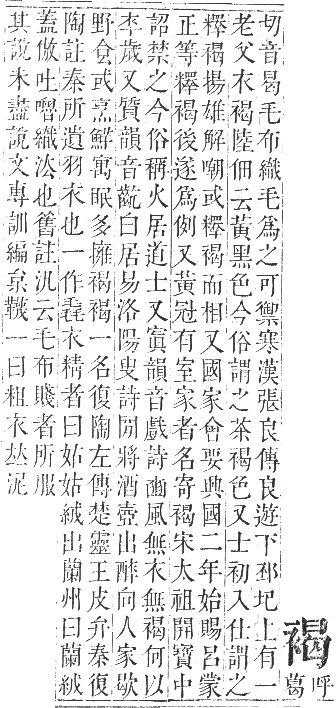 褐
呼葛
切音曷毛布織毛爲之可禦寒漢張良傳良遊下邳圯上有一
老父衣褐陸佃云黃黑色今俗謂之茶褐色又士初入仕謂之
釋褐揚雄解嘲或釋褐而相又國家會要興國二年始賜呂蒙
正等釋褐後遂爲例又黃冠有室家者名寄褐宋太祖開寶中
詔禁之今俗稱火居道士又寘韻音戲詩豳風無衣無褐何以
卒歲又質韻音齕白居易洛陽叟詩閒將酒壺出醉向人家歇
野食或烹鮮寓眠多擁褐褐一名復陶左傳楚靈王皮弁秦復
陶註秦所遺羽衣也一作毳衣精者曰姑姑絨出蘭州曰蘭絨
蓋倣吐嚕織法也舊註汎云毛布賤者所服
其說未盡說文專訓編枲韈一曰粗衣𠀤泥